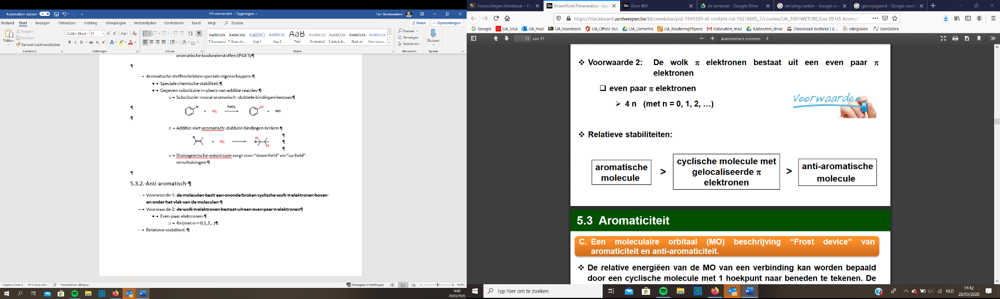 Automatisch opslaan
H5-aromaciteit - Opgeslagen
Fien Slootmaekers
Bestand Start Invoegen Ontwerpen Indeling Verwijzingen Verzendlijsten Controleren Beeld Help Zoeken Delen Opmerkingen
Plakken
Knippen
Kopiëren
Opmaak kopiëren/plakken
Klembord
Calibri (Hoof 11
Lettertype
Alinea
¶ Standaard ¶ Geen afs... Kop 1 Kop 2 Titel Ondertitel Subtiele b... Nadruk Intensieve...
Stijlen
Zoeken
Vervangen
Selecteren
Bewerken
Dicteren
Spraak
aromatische koolwaterstoffen (PKA'S)¶
¶
- Aromatische stoffen hebben speciale eigenschappen ¶
Speciale chemische stabiliteit ¶
Gegeven substitutie in plaats van additie reacties ¶
o Substitutie: vooral aromatisch: dubbele bindingen bestaan¶
H + Cl₂ FeCl₃ Cl + HCl
¶
¶
o Additie: niet aromarisch: dubbele bindingen breken ¶
R + Cl₂ Cl R Cl
¶
¶
¶
o Diamagnetische anisotropie zorgt voor "down field" en "up field"
verschuivingen ¶
¶
5.3.2. Anti-aromatisch ¶
Voorwaarde 1: de moleculen bezit een ononderbroken cyclische wolk π elektronen boven
en onder het vlak van de moleculen ¶
Voorwaarde 2: de wolk π elektronen bestaat uit een even paar π elektronen¶
Even paar elektronen ¶
o 4n (met n = 0,1,2,..)¶
- Relatieve stabiliteit: ¶
Pagina 2 van 2 415 woorden Nederlands (België) Weergave-instellingen 120%
14:42
28/03/2020
Hoorcolleges Herrebout – Or PowerPoint Presentation - Les Error 401 2e semester - Google Drive vertaling carbon - Google zoe geconjugeerd - Google zoeke
https://blackboard.uantwerpen.be/bbcswebdav/pid-1949399-dt-content-rid-19218605_1/courses/UA_1001WETORC/Les 09 H5 Aromat
Google UA_SiSa UA_mail UA_blackbord UA_Office 365 UA_Demetris UA_MasteringPhysics Kabouters_mail Kabouters_drive Download bestand | iL... integralen GeoGebra
13 van 41 Automatisch zoomen
Voorwaarde 2: De wolk π elektronen bestaat uit een even paar π
elektronen
even paar π elektronen
4 n (met n = 0, 1, 2, …)
Voorwaarden
Relatieve stabiliteiten:
aromatische
molecule
>
cyclische molecule met
gelocaliseerde π
elektronen
>
anti-aromatische
molecule
5.3 Aromaticiteit
C. Een moleculaire orbitaal (MO) beschrijving “Frost device” van
aromaticiteit en anti-aromaticiteit.
De relative energiëen van de MO van een verbinding kan worden bepaald
door een cyclische molecule met 1 hoekpunt naar beneden te tekenen. De
Typ hier om te zoeken
NLD
14:42
28/03/2020